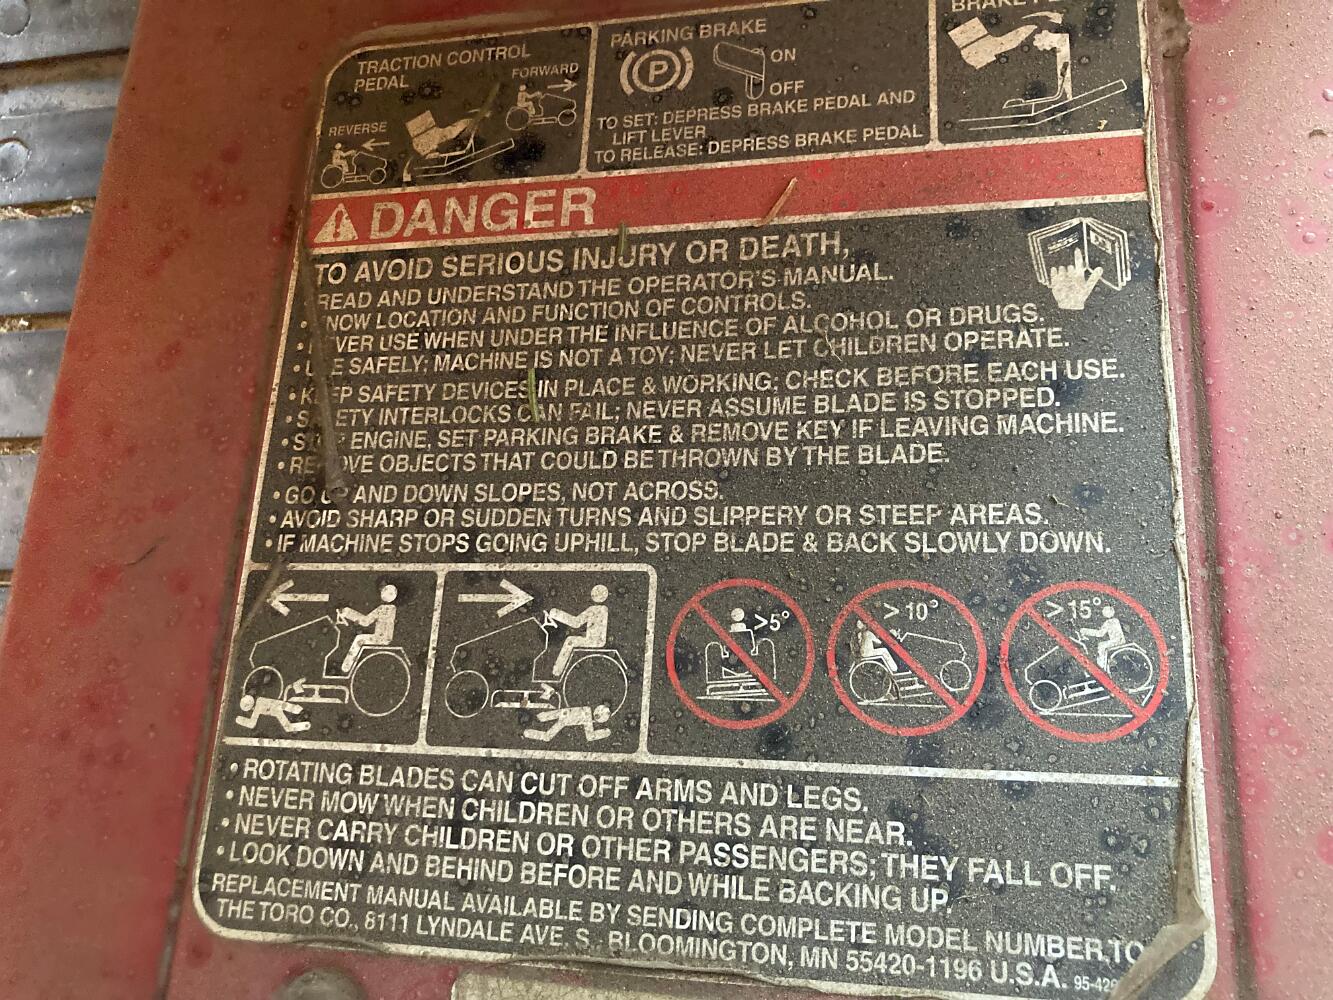 TRACTION CONTROL
PEDAL
FORWARD
REVERSE
PARKING BRAKE
P
ON
OFF
TO SET: DEPRESS BRAKE PEDAL AND
LIFT LEVER
TO RELEASE: DEPRESS BRAKE PEDAL
BRAKE
DANGER
TO AVOID SERIOUS INJURY OR DEATH,
READ AND UNDERSTAND THE OPERATOR'S MANUAL.
• NOW LOCATION AND FUNCTION OF CONTROLS.
• VER USE WHEN UNDER THE INFLUENCE OF ALCOHOL OR DRUGS.
• U E SAFELY; MACHINE IS NOT A TOY; NEVER LET CHILDREN OPERATE.
• KEEP SAFETY DEVICES IN PLACE & WORKING; CHECK BEFORE EACH USE.
• S ETY INTERLOCKS CAN FAIL; NEVER ASSUME BLADE IS STOPPED.
• S ENGINE, SET PARKING BRAKE & REMOVE KEY IF LEAVING MACHINE.
• REMOVE OBJECTS THAT COULD BE THROWN BY THE BLADE.
• GO UP AND DOWN SLOPES, NOT ACROSS.
• AVOID SHARP OR SUDDEN TURNS AND SLIPPERY OR STEEP AREAS.
• IF MACHINE STOPS GOING UPHILL, STOP BLADE & BACK SLOWLY DOWN.
>5°
>10°
>15°
• ROTATING BLADES CAN CUT OFF ARMS AND LEGS.
• NEVER MOW WHEN CHILDREN OR OTHERS ARE NEAR.
• NEVER CARRY CHILDREN OR OTHER PASSENGERS; THEY FALL OFF.
• LOOK DOWN AND BEHIND BEFORE AND WHILE BACKING UP.
REPLACEMENT MANUAL AVAILABLE BY SENDING COMPLETE MODEL NUMBER TO
THE TORO CO., 8111 LYNDALE AVE. S. BLOOMINGTON, MN 55420-1196 U.S.A.